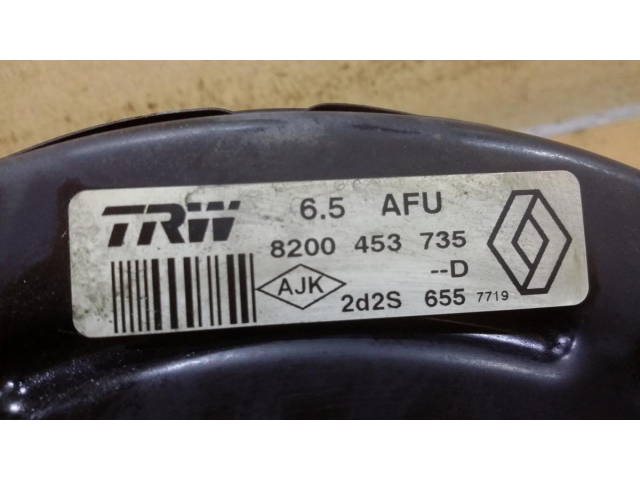 TRW 6.5 AFU
8200 453 735
--D
AJK 2d2S 655 7719